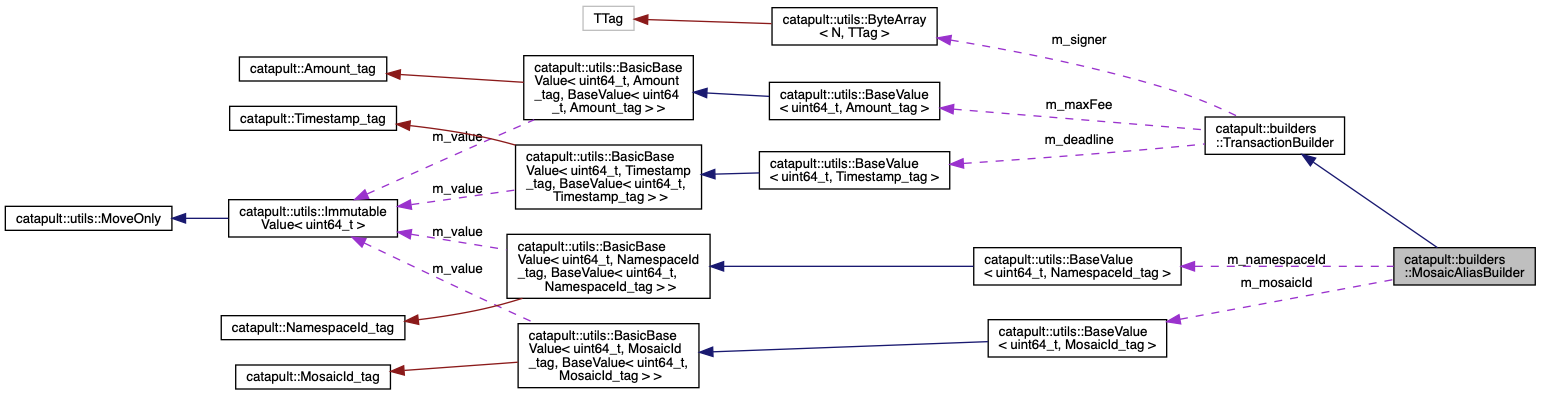 TTag
catapult::utils::ByteArray
< N, TTag >
m_signer
catapult::Amount_tag
catapult::utils::BasicBase
Value< uint64_t, Amount
_tag, BaseValue< uint64
_t, Amount_tag > >
catapult::utils::BaseValue
< uint64_t, Amount_tag >
m_maxFee
catapult::Timestamp_tag
m_value
catapult::builders
::TransactionBuilder
m_deadline
catapult::utils::BasicBase
Value< uint64_t, Timestamp
_tag, BaseValue< uint64_t,
Timestamp_tag > >
catapult::utils::BaseValue
< uint64_t, Timestamp_tag >
m_value
catapult::utils::MoveOnly
catapult::utils::Immutable
Value< uint64_t >
m_value
catapult::utils::BasicBase
Value< uint64_t, NamespaceId
_tag, BaseValue< uint64_t,
NamespaceId_tag > >
catapult::utils::BaseValue
< uint64_t, NamespaceId_tag >
m_namespaceId
catapult::builders
::MosaicAliasBuilder
m_value
m_mosaicId
catapult::NamespaceId_tag
catapult::utils::BasicBase
Value< uint64_t, MosaicId
_tag, BaseValue< uint64_t,
MosaicId_tag > >
catapult::utils::BaseValue
< uint64_t, MosaicId_tag >
catapult::MosaicId_tag